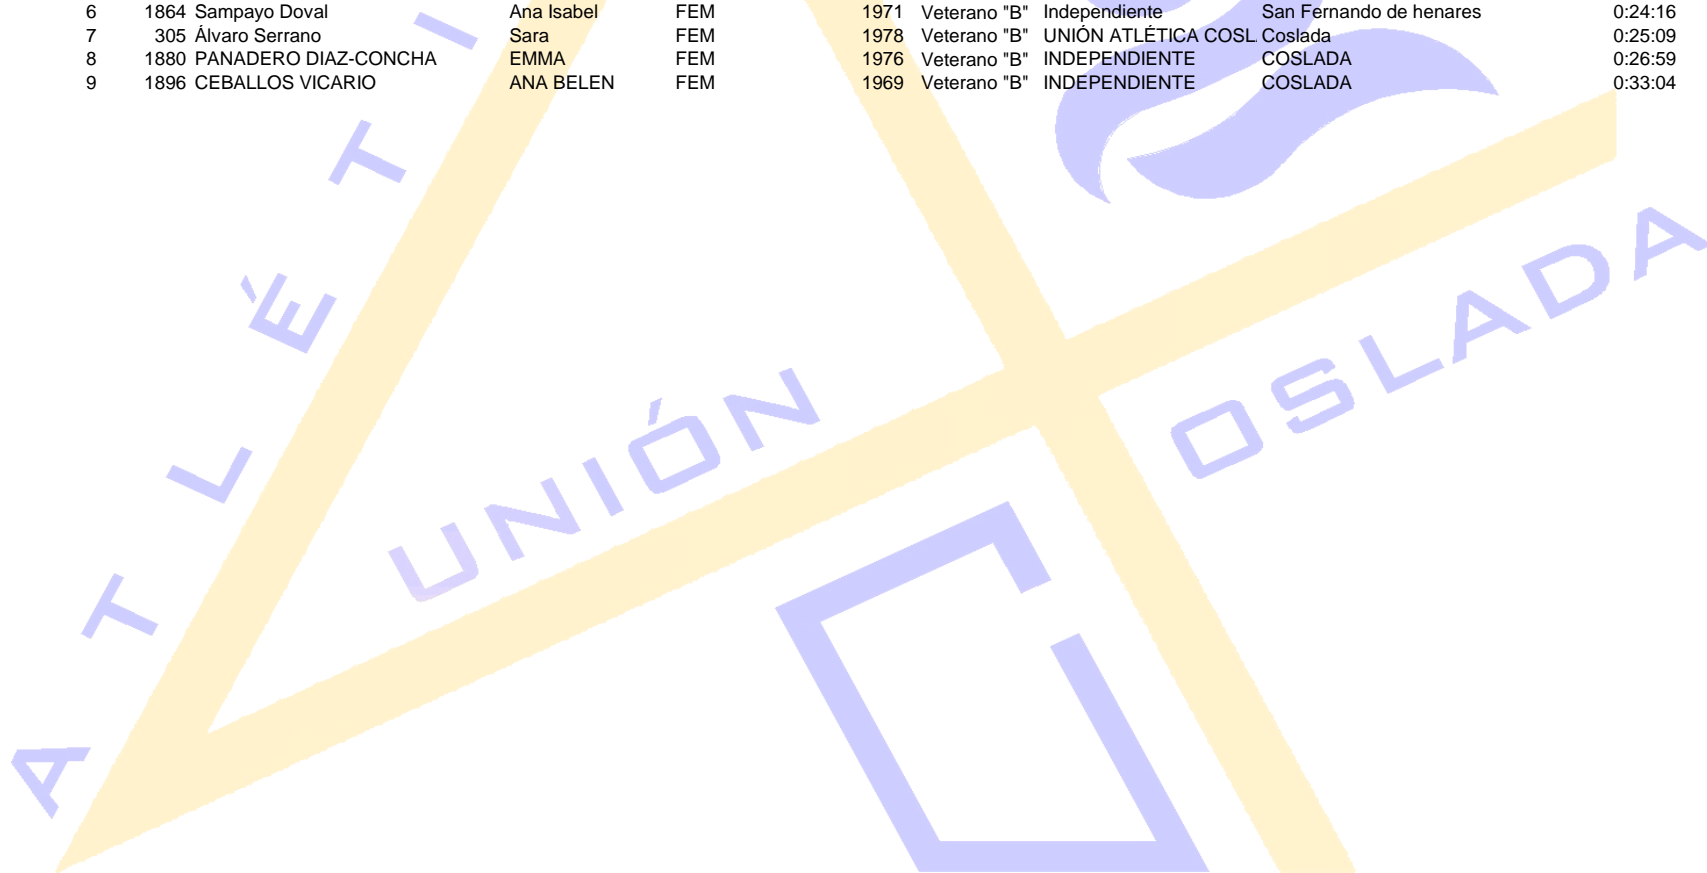 6 1864 Sampayo Doval Ana Isabel FEM 1971 Veterano "B" Independiente San Fernando de henares 0:24:16
7 305 Álvaro Serrano Sara FEM 1978 Veterano "B" UNIÓN ATLÉTICA COSL. Coslada 0:25:09
8 1880 PANADERO DIAZ-CONCHA EMMA FEM 1976 Veterano "B" INDEPENDIENTE COSLADA 0:26:59
9 1896 CEBALLOS VICARIO ANA BELEN FEM 1969 Veterano "B" INDEPENDIENTE COSLADA 0:33:04
ATLÉTI
UNIÓN
OSLADA